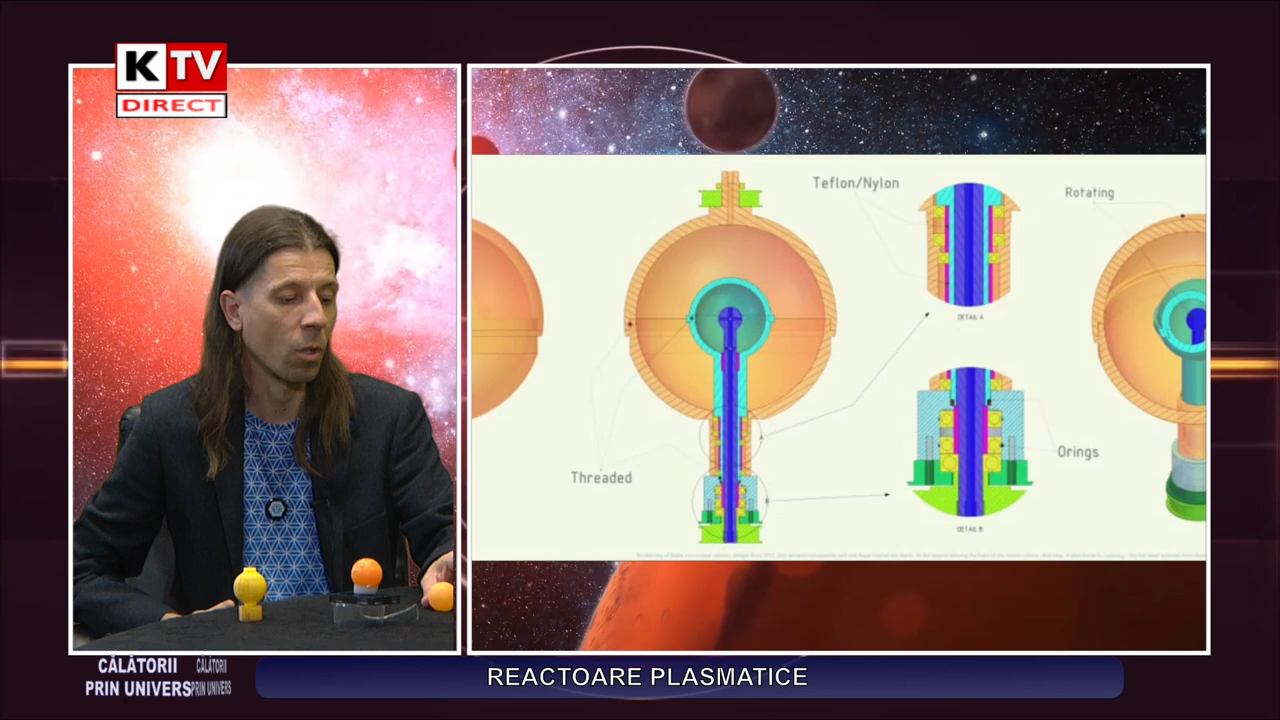 K TV
DIRECT
Teflon/Nylon
Rotating
DETAIL A
Threaded
Orings
DETAIL B
CĂLĂTORII
PRIN UNIVERS
CĂLĂTORII
PRIN UNIVERS
REACTOARE PLASMATICE